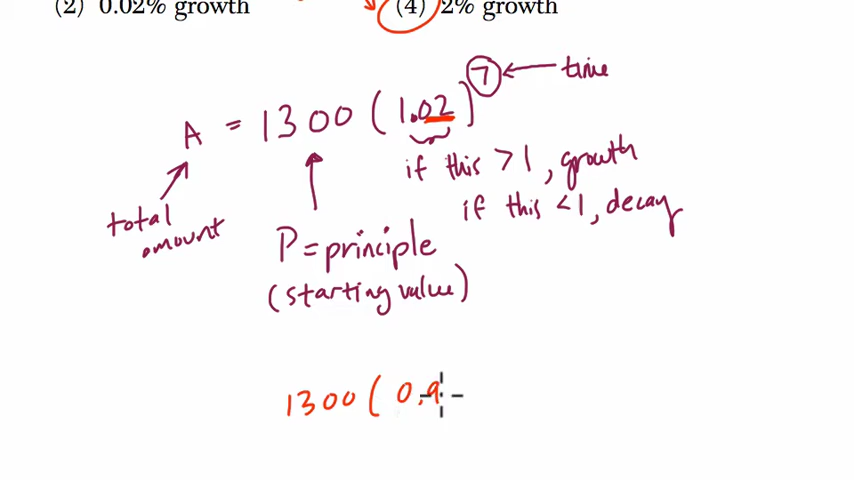 (2) 0.02% growth (4) 2% growth
A = 1300 (1.02)^7 ← time
if this >1, growth
if this <1, decay
total
amount
P = principle
(starting value)
1300 ( 0.9